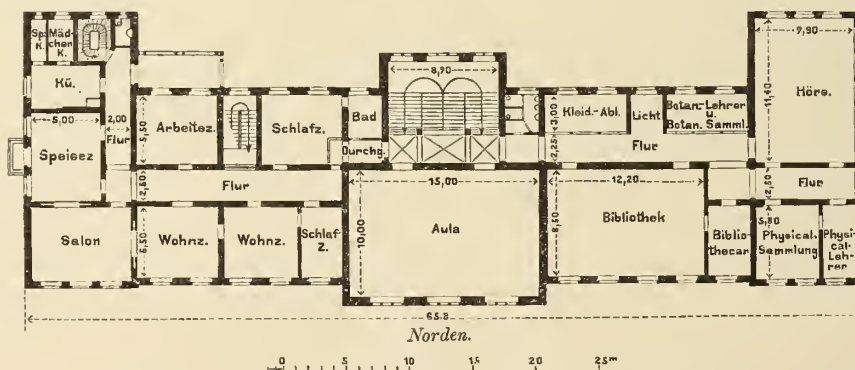 7,90
Sp. K.
Mäd-
chen
K.
8,70
11,40
Hörs.
Kü.
5,00
2,00
Flur
5,50
Arbeitsz.
Schlafz.
Bad
3,00
Kleid.-Abl.
Licht
Botan.-Lehrer
u.
Botan. Samml.
Speisez
Durchg.
2,25
Flur
2,50
Flur
15,00
12,20
2,50
Flur
Salon
6,50
Wohnz.
Wohnz.
Schlaf
Z.
10,00
Aula
8,50
Bibliothek
Biblio-
thecar
5,80
Physical.
Sammlung
Physi-
cal.-
Leh-
rer
65,8
Norden.
0 5 10 15 20 25m